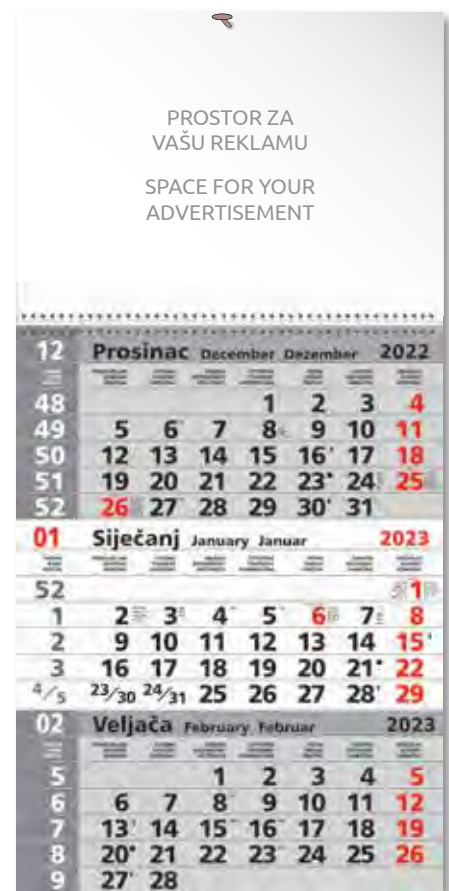 PROSTOR ZA
VAŠU REKLAMU
SPACE FOR YOUR
ADVERTISEMENT
12 Prosinac December Dezember 2022
48 1 2 3 4
49 5 6 7 8 9 10 11
50 12 13 14 15 16 17 18
51 19 20 21 22 23 24 25
52 26 27 28 29 30 31
01 Siječanj January Januar 2023
52 1
1 2 3 4 5 6 7 8
2 9 10 11 12 13 14 15
3 16 17 18 19 20 21 22
4/5 23/30 24/31 25 26 27 28 29
02 Veljača February Februar 2023
5 1 2 3 4 5
6 6 7 8 9 10 11 12
7 13 14 15 16 17 18 19
8 20 21 22 23 24 25 26
9 27 28